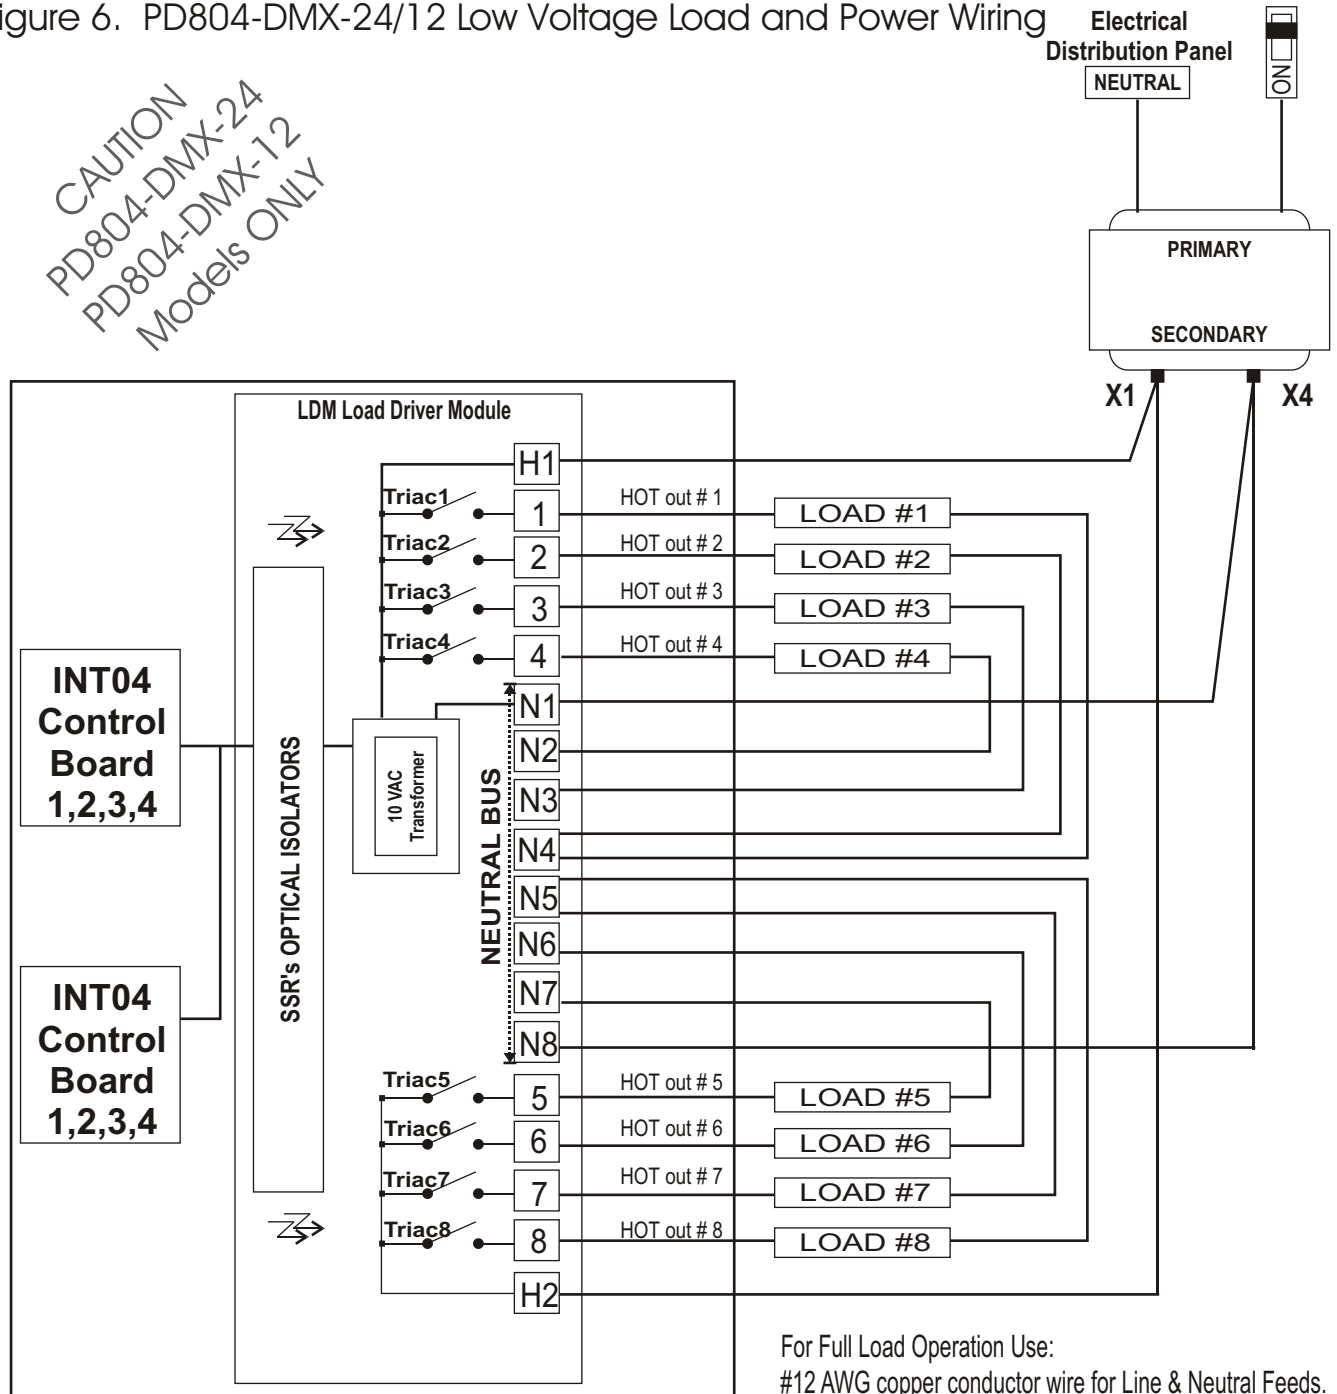 igure 6. PD804-DMX-24/12 Low Voltage Load and Power Wiring
Electrical
Distribution Panel
NEUTRAL
ON
CAUTION
PD804-DMX-24
PD804-DMX-12
Models ONLY
PRIMARY
SECONDARY
X1
X4
LDM Load Driver Module
H1
Triac1
1
HOT out # 1
LOAD #1
Triac2
2
HOT out # 2
LOAD #2
Triac3
3
HOT out # 3
LOAD #3
Triac4
4
HOT out # 4
LOAD #4
INT04
Control
Board
1,2,3,4
SSR's OPTICAL ISOLATORS
10 VAC
Transformer
NEUTRAL BUS
N1
N2
N3
N4
N5
N6
N7
N8
INT04
Control
Board
1,2,3,4
Triac5
5
HOT out # 5
LOAD #5
Triac6
6
HOT out # 6
LOAD #6
Triac7
7
HOT out # 7
LOAD #7
Triac8
8
HOT out # 8
LOAD #8
H2
For Full Load Operation Use:
#12 AWG copper conductor wire for Line & Neutral Feeds.